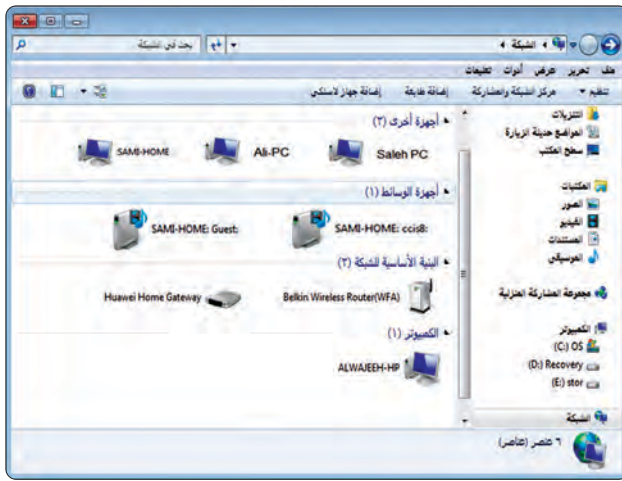 الشبكة
بحث في الشبكة
ملف تحرير عرض أدوات تعليمات
تنظيم مركز الشبكة والمشاركة إضافة طابعة إضافة جهاز لاسلكي
التنزيلات
المواضع حديثة الزيارة
سطح المكتب
المكتبات
الصور
الفيديو
المستندات
الموسيقى
مجموعة المشاركة المنزلية
الكمبيوتر
(C:) OS
(D:) Recovery
(E:) stor
الشبكة
أجهزة أخرى (٣)
Saleh PC
Ali-PC
SAMI-HOME
أجهزة الوسائط (١)
SAMI-HOME: ccis8:
SAMI-HOME: Guest:
البنية الأساسية للشبكة (٢)
Belkin Wireless Router(WFA)
Huawei Home Gateway
الكمبيوتر (١)
ALWAJEEH-HP
٦ عنصر (عناصر)